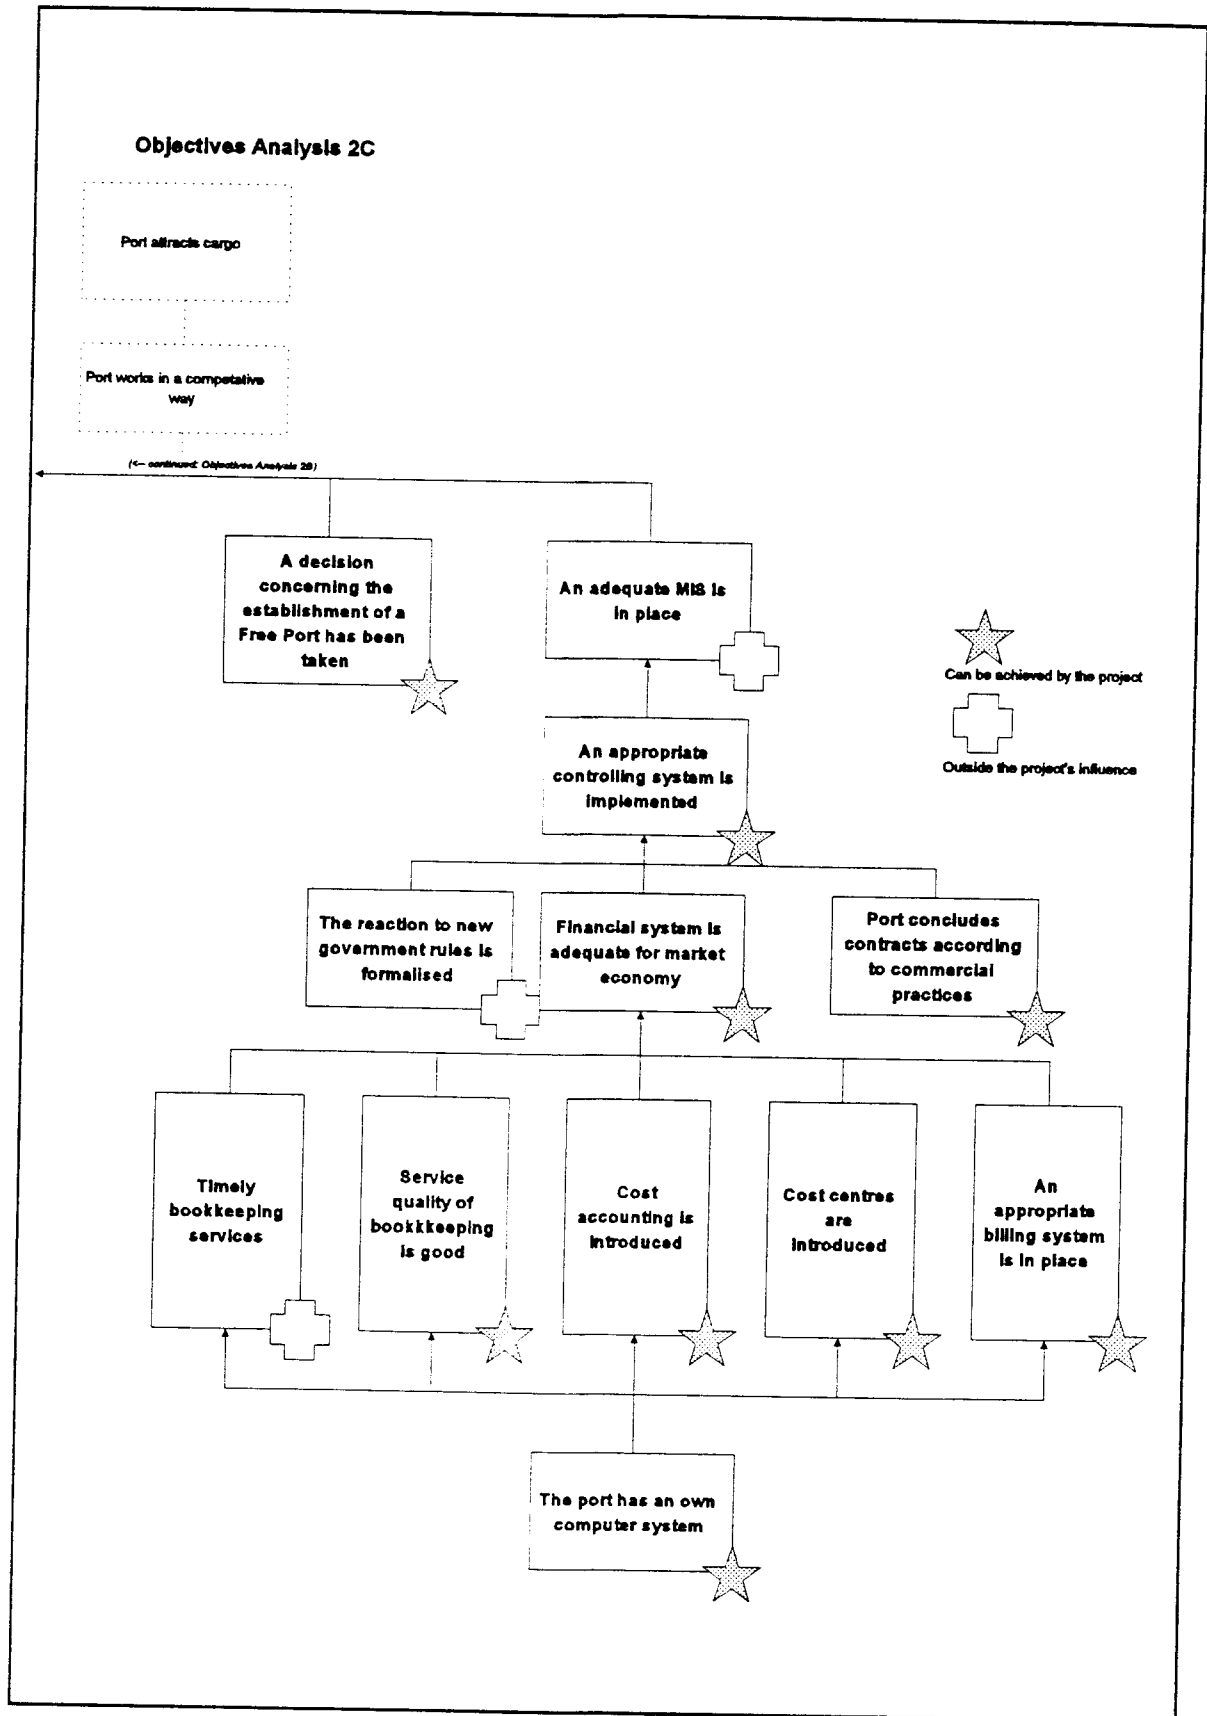 Objectives Analysis 2C
Port attracts cargo
Port works in a competative
way
(<-- continued: Objectives Analysis 2B)
A decision
concerning the
establishment of a
Free Port has been
taken
An adequate MIS is
in place
Can be achieved by the project
Outside the project's influence
An appropriate
controlling system is
implemented
The reaction to new
government rules is
formalised
Financial system is
adequate for market
economy
Port concludes
contracts according
to commercial
practices
Timely
bookkeeping
services
Service
quality of
bookkkeeping
is good
Cost
accounting is
introduced
Cost centres
are
introduced
An
appropriate
billing system
is in place
The port has an own
computer system